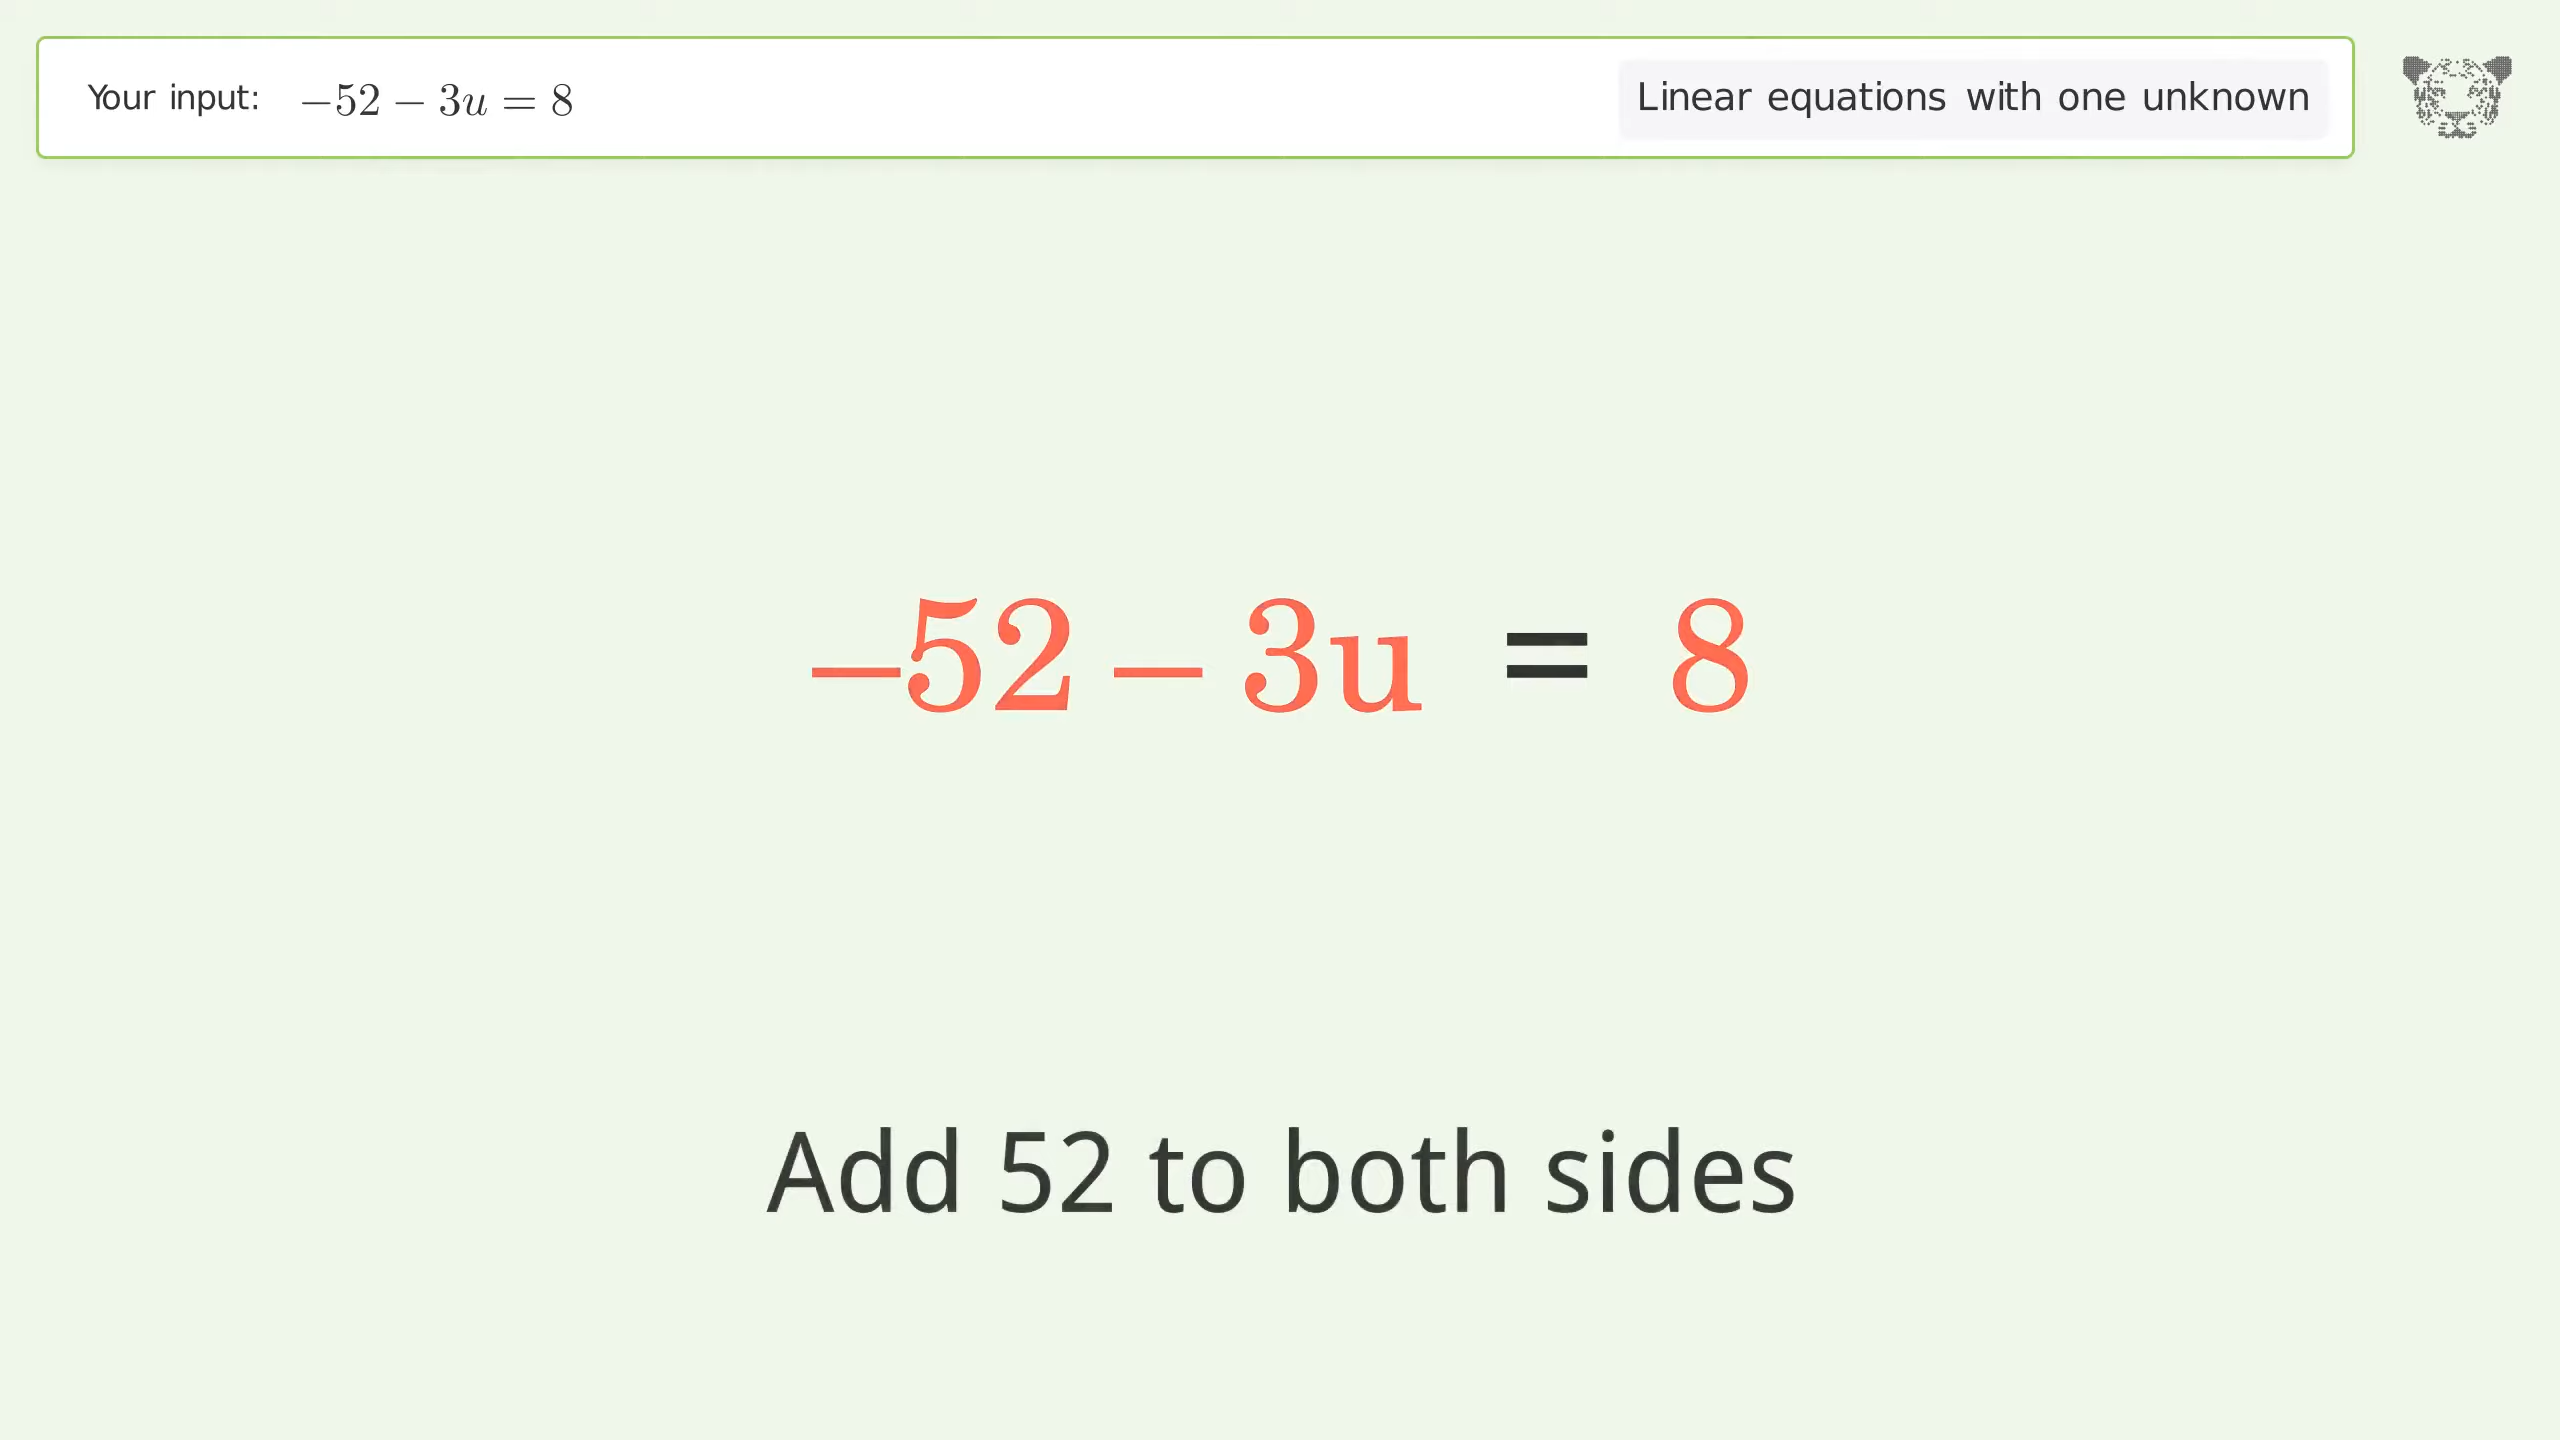 Your input: −52 − 3u = 8
Linear equations with one unknown
−52 − 3u = 8
Add 52 to both sides